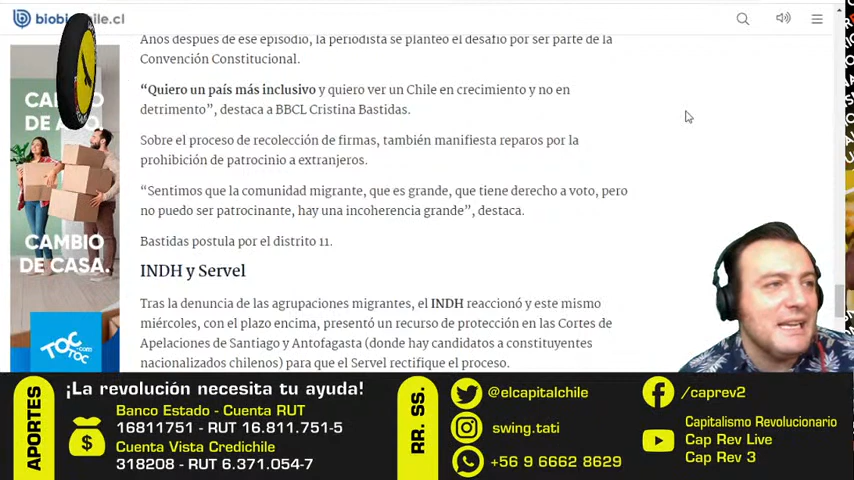 biobiochile.cl
Años después de ese episodio, la periodista se planteó el desafío por ser parte de la
Convención Constitucional.
“Quiero un país más inclusivo y quiero ver un Chile en crecimiento y no en
detrimento”, destaca a BBCL Cristina Bastidas.
Sobre el proceso de recolección de firmas, también manifiesta reparos por la
prohibición de patrocinio a extranjeros.
“Sentimos que la comunidad migrante, que es grande, que tiene derecho a voto, pero
no puedo ser patrocinante, hay una incoherencia grande”, destaca.
Bastidas postula por el distrito 11.
INDH y Servel
Tras la denuncia de las agrupaciones migrantes, el INDH reaccionó y este mismo
miércoles, con el plazo encima, presentó un recurso de protección en las Cortes de
Apelaciones de Santiago y Antofagasta (donde hay candidatos a constituyentes
nacionalizados chilenos) para que el Servel rectifique el proceso.
CAMBIO
DE CASA.
TOC
TOC
.com
APORTES
¡La revolución necesita tu ayuda!
Banco Estado - Cuenta RUT
16811751 - RUT 16.811.751-5
Cuenta Vista Credichile
318208 - RUT 6.371.054-7
RR. SS.
@elcapitalchile
swing.tati
+56 9 6662 8629
/caprev2
Capitalismo Revolucionario
Cap Rev Live
Cap Rev 3